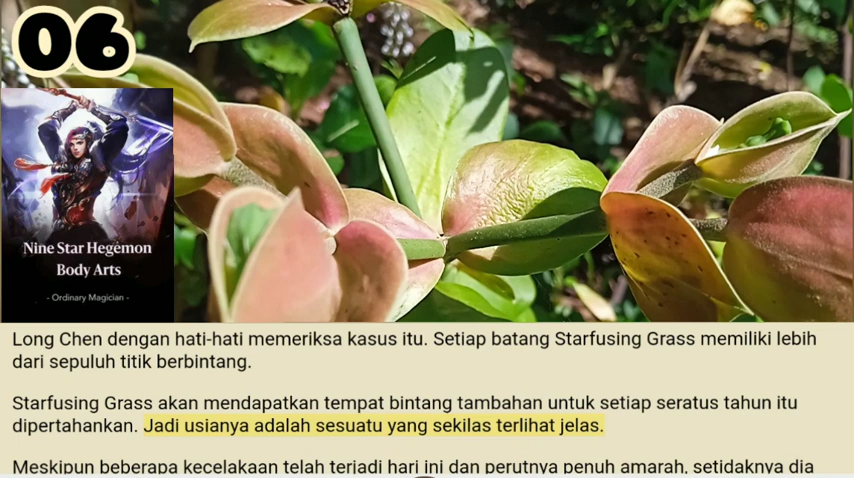 06
Nine Star Hegemon
Body Arts
- Ordinary Magician -
Long Chen dengan hati-hati memeriksa kasus itu. Setiap batang Starfusing Grass memiliki lebih
dari sepuluh titik berbintang.
Starfusing Grass akan mendapatkan tempat bintang tambahan untuk setiap seratus tahun itu
dipertahankan. Jadi usianya adalah sesuatu yang sekilas terlihat jelas.
Meskipun beberapa kecelakaan telah terjadi hari ini dan perutnya penuh amarah, setidaknya dia